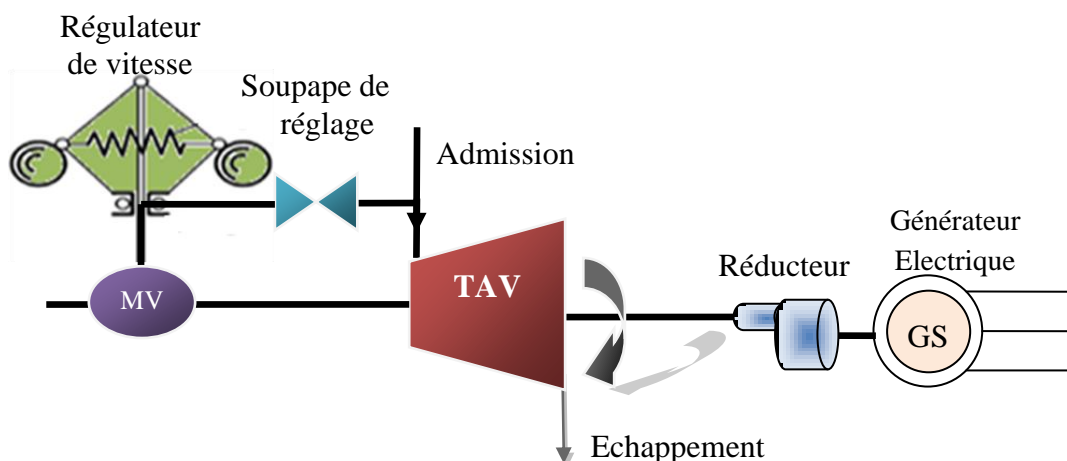 Régulateur
de vitesse
Soupape de
réglage
Admission
Générateur
Electrique
Réducteur
MV
TAV
GS
Echappement